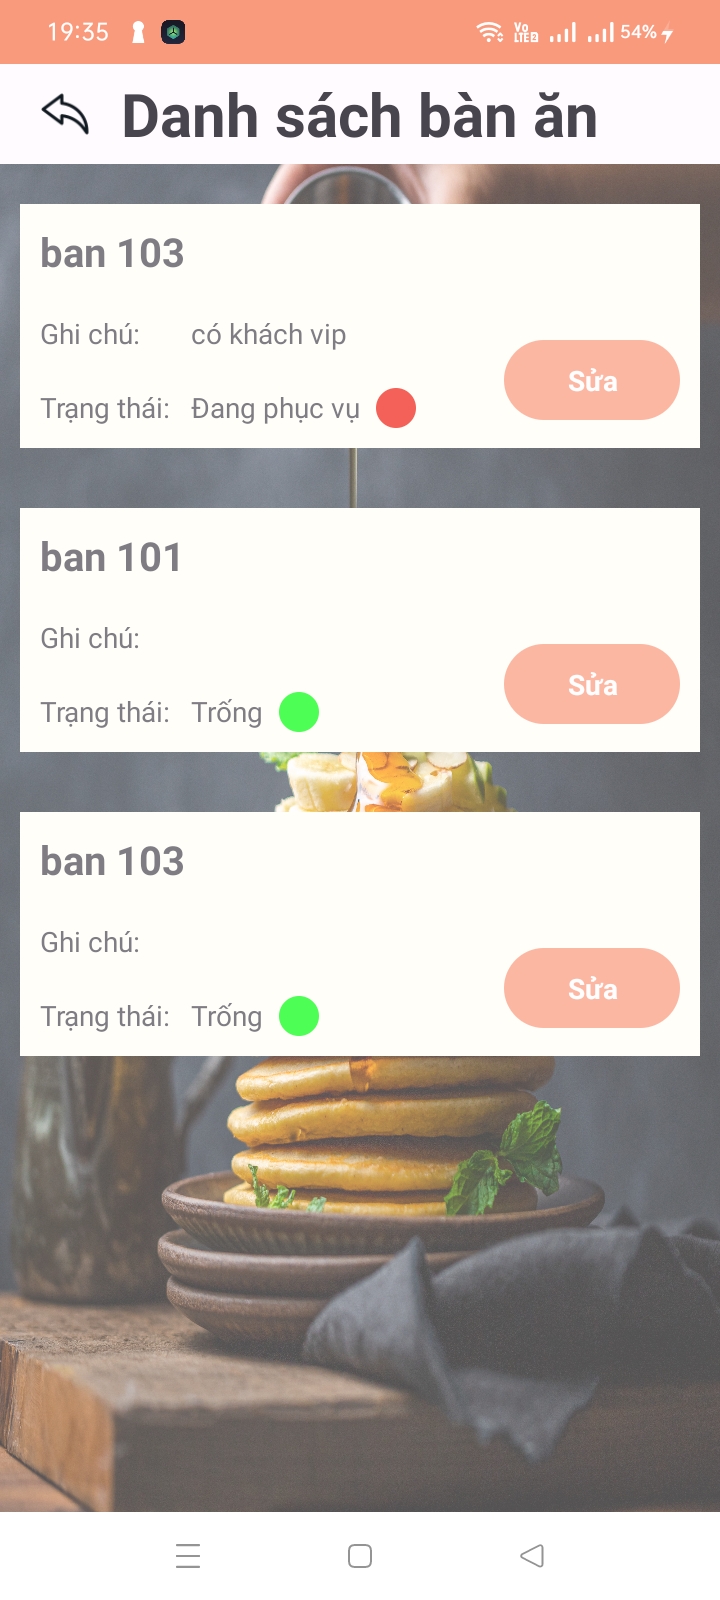 19:35 Vo LTE2 54%
Danh sách bàn ăn
ban 103
Ghi chú: có khách vip
Sửa
Trạng thái: Đang phục vụ
ban 101
Ghi chú:
Sửa
Trạng thái: Trống
ban 103
Ghi chú:
Sửa
Trạng thái: Trống